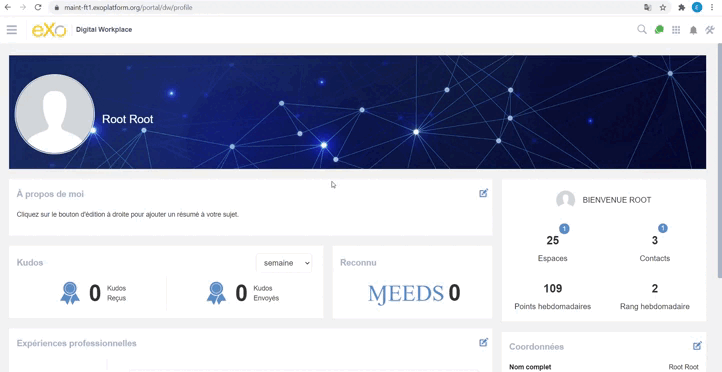 maint-ft1.exoplatform.org/portal/dw/profile
E
eXo Digital Workplace
Root Root
À propos de moi
Cliquez sur le bouton d'édition à droite pour ajouter un résumé à votre sujet.
Kudos
semaine
0 Kudos Reçus
0 Kudos Envoyés
Reconnu
MEEDS 0
Expériences professionnelles
BIENVENUE ROOT
25 1
Espaces
3 1
Contacts
109
Points hebdomadaires
2
Rang hebdomadaire
Coordonnées
Nom complet Root Root